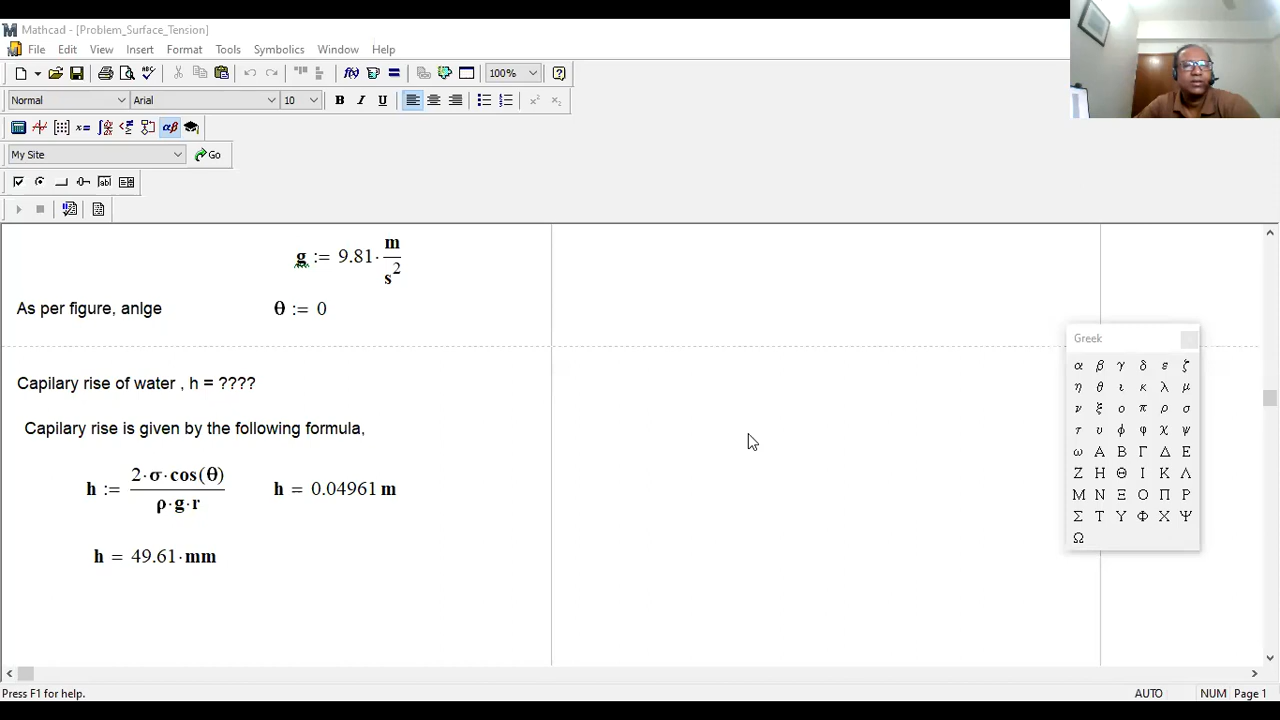 Mathcad - [Problem_Surface_Tension]
File Edit View Insert Format Tools Symbolics Window Help
100%
Normal Arial 10 B I U
αβ
My Site Go
g := 9.81 · m/s²
As per figure, anlge θ := 0
Capilary rise of water , h = ????
Capilary rise is given by the following formula,
h := 2·σ·cos(θ)/ρ·g·r h = 0.04961 m
h = 49.61 · mm
Greek
α β γ δ ε ζ
η θ ι κ λ μ
ν ξ ο π ρ σ
τ υ ϕ φ χ ψ
ω Α Β Γ Δ Ε
Ζ Η Θ Ι Κ Λ
Μ Ν Ξ Ο Π Ρ
Σ Τ Υ Φ Χ Ψ
Ω
Press F1 for help. AUTO NUM Page 1